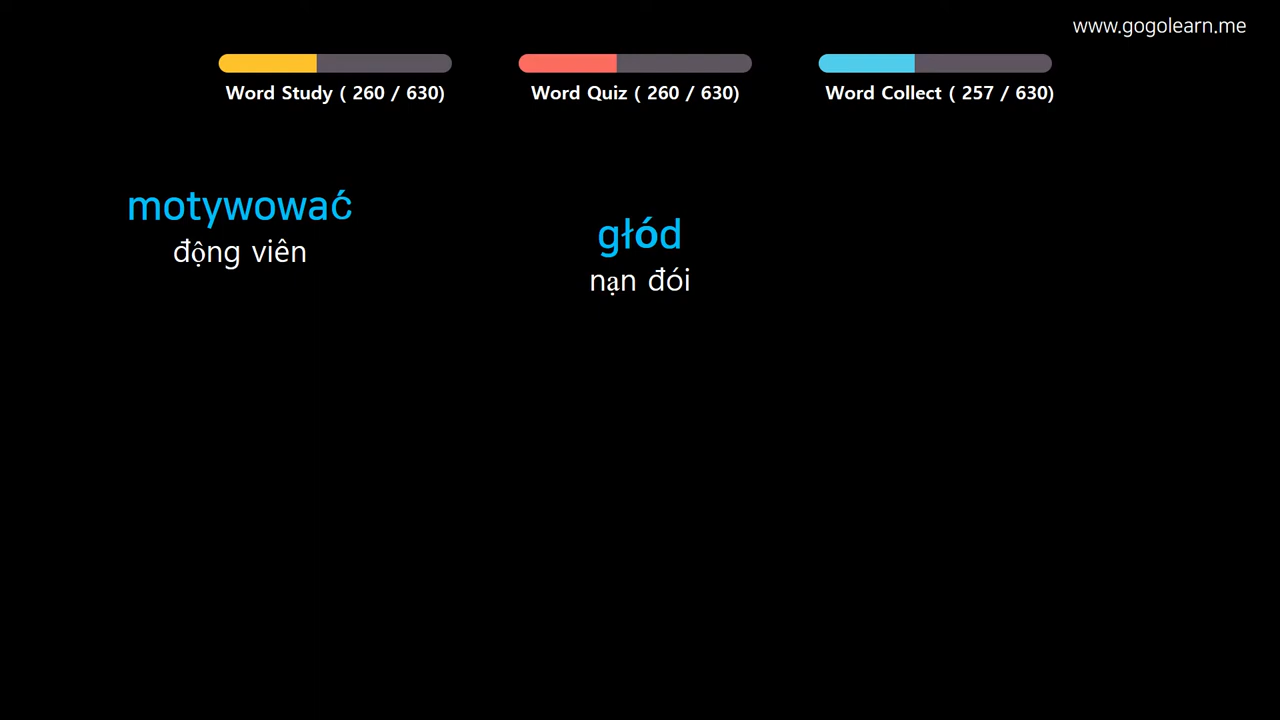 www.gogolearn.me
Word Study ( 260 / 630)
Word Quiz ( 260 / 630)
Word Collect ( 257 / 630)
motywować
động viên
głód
nạn đói